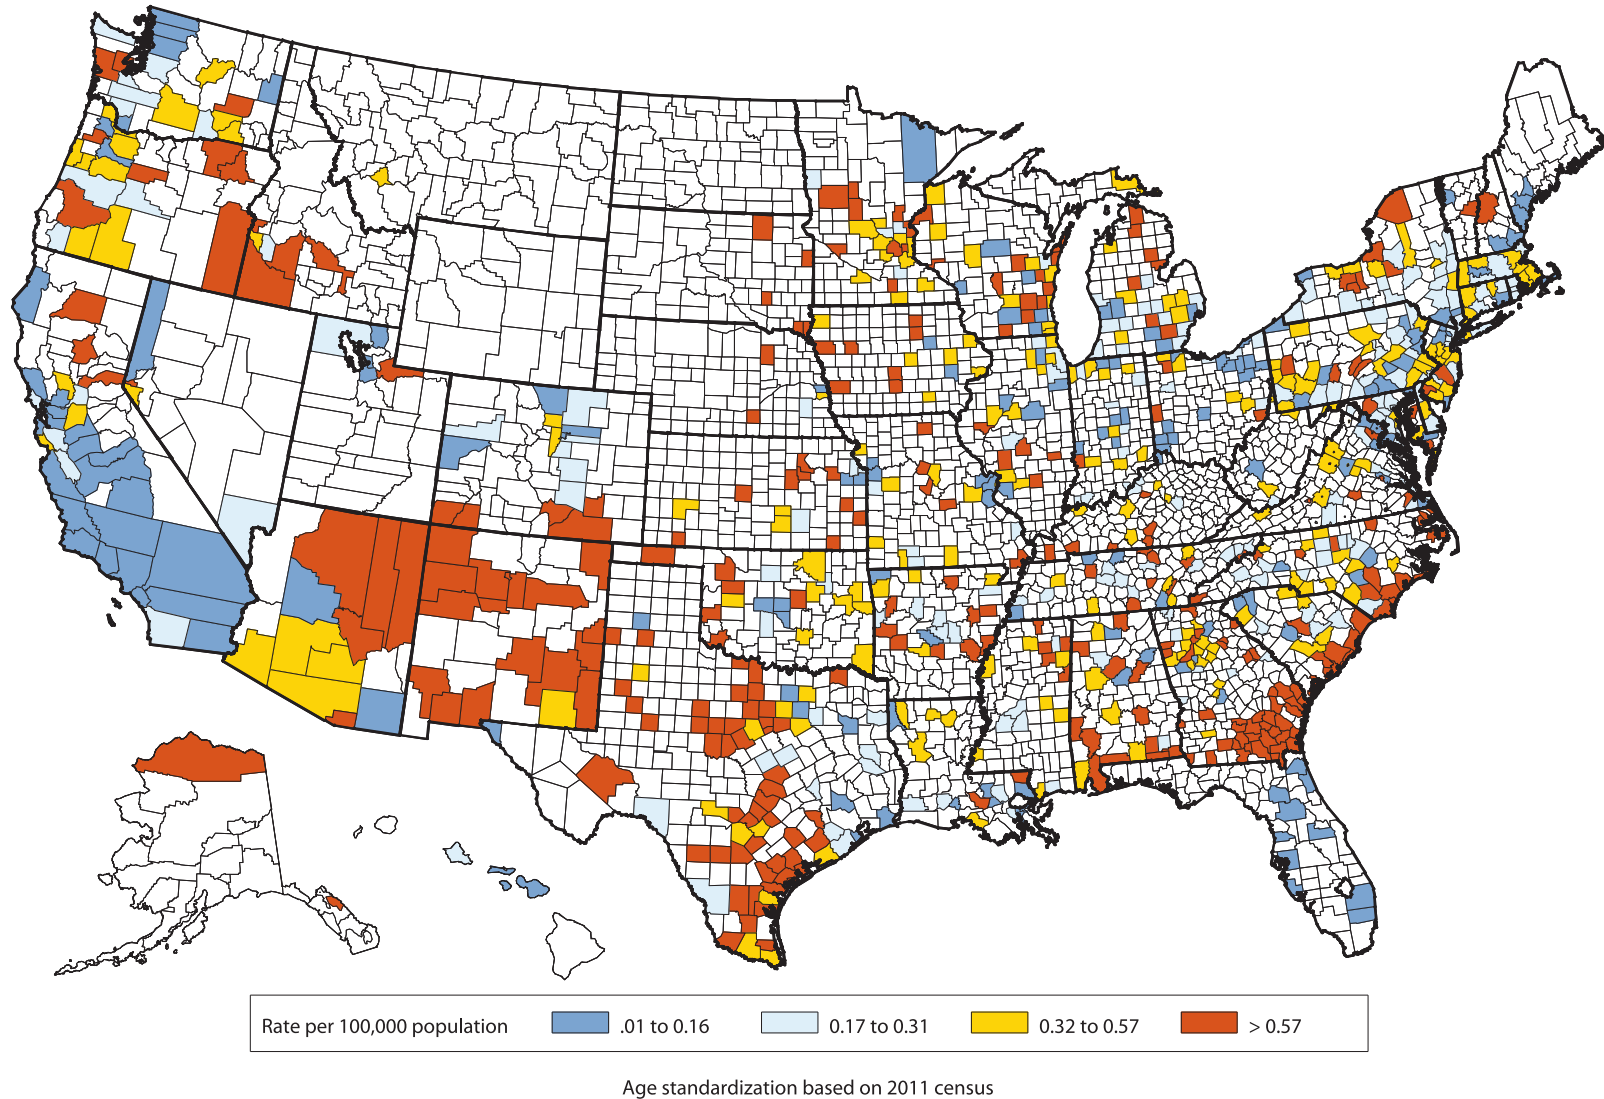 Rate per 100,000 population .01 to 0.16 0.17 to 0.31 0.32 to 0.57 > 0.57
Age standardization based on 2011 census